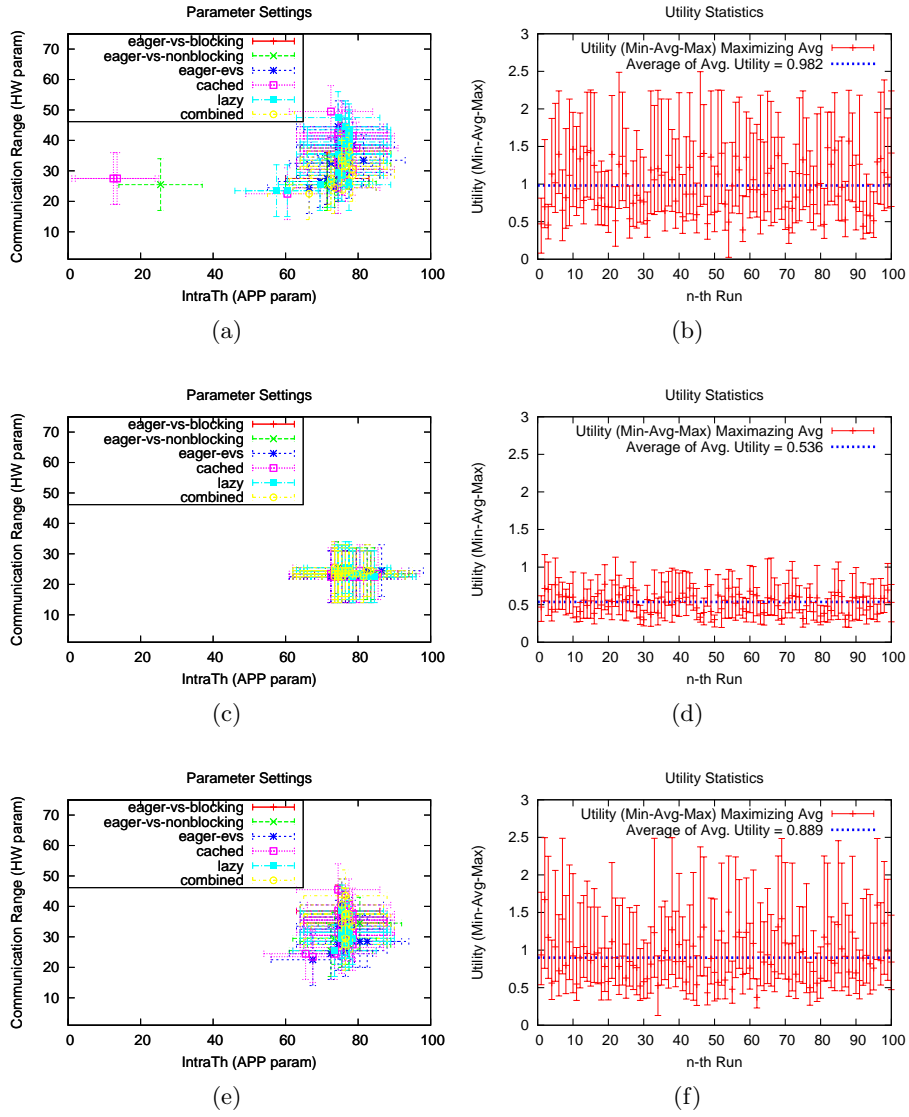 Parameter Settings
Communication Range (HW param)
70
60
50
40
30
20
10
eager-vs-blocking
eager-vs-nonblocking
eager-evs
cached
lazy
combined
0 20 40 60 80 100
IntraTh (APP param)
(a)
Utility Statistics
Utility (Min-Avg-Max)
3
2.5
2
1.5
1
0.5
0
Utility (Min-Avg-Max) Maximizing Avg
Average of Avg. Utility = 0.982
0 10 20 30 40 50 60 70 80 90 100
n-th Run
(b)
Parameter Settings
Communication Range (HW param)
70
60
50
40
30
20
10
eager-vs-blocking
eager-vs-nonblocking
eager-evs
cached
lazy
combined
0 20 40 60 80 100
IntraTh (APP param)
(c)
Utility Statistics
Utility (Min-Avg-Max)
3
2.5
2
1.5
1
0.5
0
Utility (Min-Avg-Max) Maximazing Avg
Average of Avg. Utility = 0.536
0 10 20 30 40 50 60 70 80 90 100
n-th Run
(d)
Parameter Settings
Communication Range (HW param)
70
60
50
40
30
20
10
eager-vs-blocking
eager-vs-nonblocking
eager-evs
cached
lazy
combined
0 20 40 60 80 100
IntraTh (APP param)
(e)
Utility Statistics
Utility (Min-Avg-Max)
3
2.5
2
1.5
1
0.5
0
Utility (Min-Avg-Max) Maximizing Avg
Average of Avg. Utility = 0.889
0 10 20 30 40 50 60 70 80 90 100
n-th Run
(f)